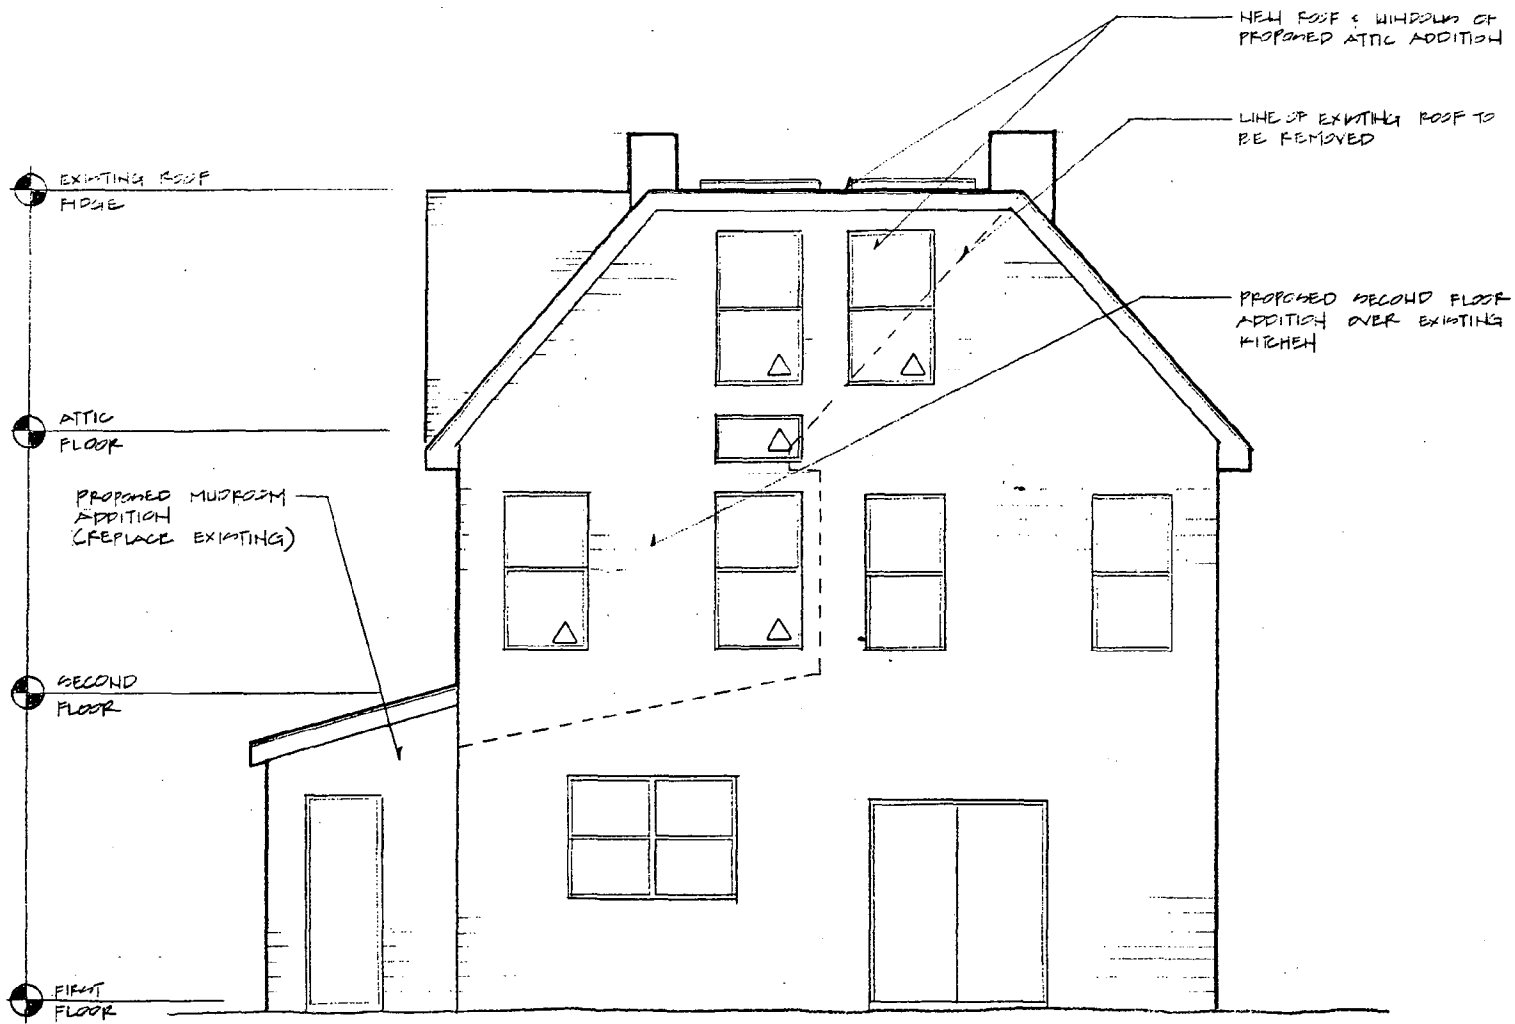 NEW ROOF & WINDOWS OF
PROPOSED ATTIC ADDITION
LINE OF EXISTING ROOF TO
BE REMOVED
EXISTING ROOF
RIDGE
PROPOSED SECOND FLOOR
ADDITION OVER EXISTING
KITCHEN
ATTIC
FLOOR
PROPOSED MUDROOM
ADDITION
(REPLACE EXISTING)
SECOND
FLOOR
FIRST
FLOOR